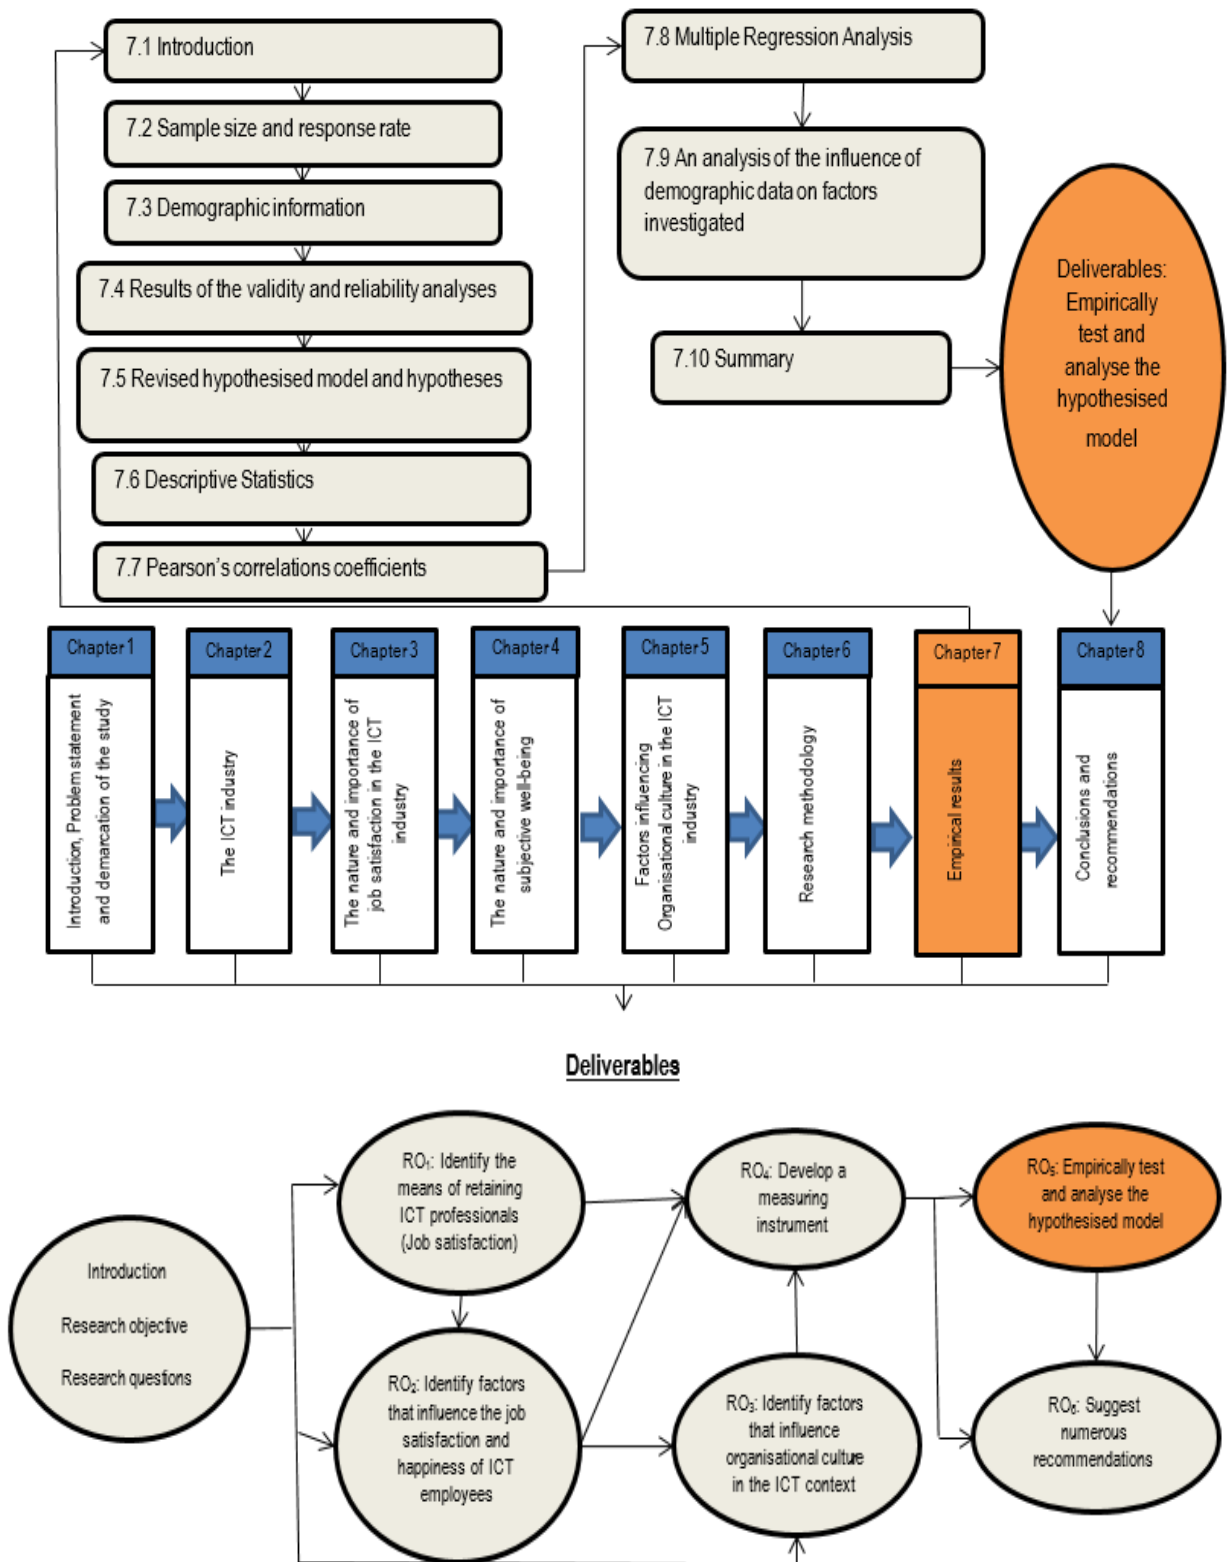 7.1 Introduction
7.2 Sample size and response rate
7.3 Demographic information
7.4 Results of the validity and reliability analyses
7.5 Revised hypothesised model and hypotheses
7.6 Descriptive Statistics
7.7 Pearson's correlations coefficients
7.8 Multiple Regression Analysis
7.9 An analysis of the influence of
demographic data on factors
investigated
7.10 Summary
Deliverables:
Empirically
test and
analyse the
hypothesised
model
Chapter 1
Introduction, Problem statement
and demarcation of the study
Chapter 2
The ICT industry
Chapter 3
The nature and importance of
job satisfaction in the ICT
industry
Chapter 4
The nature and importance of
subjective well-being
Chapter 5
Factors influencing
Organisational culture in the ICT
industry
Chapter 6
Research methodology
Chapter 7
Empirical results
Chapter 8
Conclusions and
recommendations
Deliverables
Introduction
Research objective
Research questions
RO₁: Identify the
means of retaining
ICT professionals
(Job satisfaction)
RO₂: Identify factors
that influence the job
satisfaction and
happiness of ICT
employees
RO₄: Develop a
measuring
instrument
RO₃: Identify factors
that influence
organisational culture
in the ICT context
RO₅: Empirically test
and analyse the
hypothesised model
RO₆: Suggest
numerous
recommendations